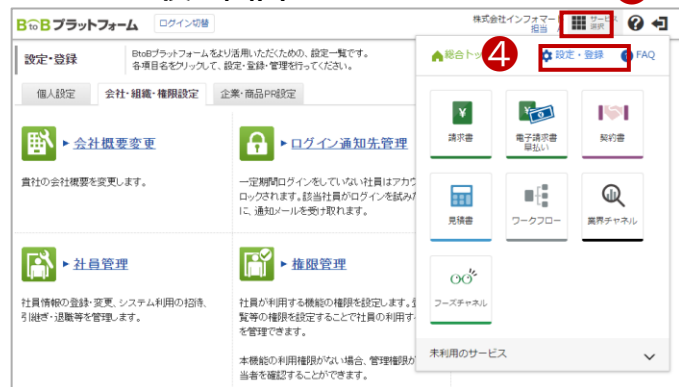 BtoBプラットフォーム ログイン切替
株式会社インフォマー
担当
サービス
選択
設定・登録
BtoBプラットフォームをより活用いただくための、設定一覧です。
各項目名をクリックして、設定・登録・管理を行ってください。
4
総合トッ
設定・登録
FAQ
個人設定 会社・組織・権限設定 企業・商品PR設定
会社概要変更
貴社の会社概要を変更します。
ログイン通知先管理
一定期間ログインをしていない社員はアカウ
ロックされます。該当社員がログインを試みた
に、通知メールを受け取れます。
社員管理
社員情報の登録・変更、システム利用の招待、
引継ぎ・退職等を管理します。
権限管理
社員が利用する機能の権限を設定します。
覧等の権限を設定することで社員の利用す
を管理できます。
本機能の利用権限がない場合、管理権限が
当者を確認することができます。
請求書
電子請求書
早払い
契約書
見積書
ワークフロー
業界チャネル
フーズチャネル
未利用のサービス